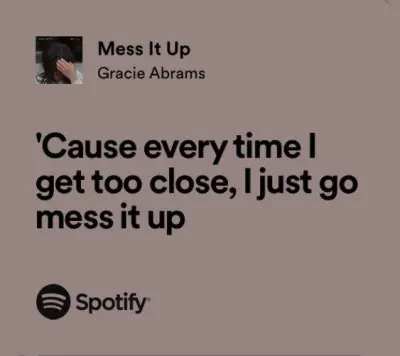 Mess It Up
Gracie Abrams
'Cause every time I
get too close, I just go
mess it up
Spotify